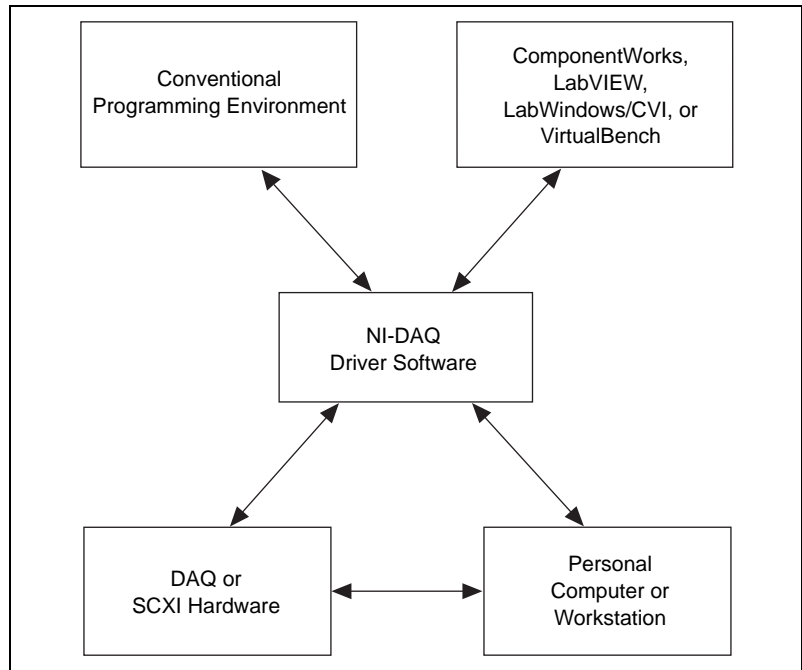 Conventional
Programming Environment
ComponentWorks,
LabVIEW,
LabWindows/CVI, or
VirtualBench
NI-DAQ
Driver Software
DAQ or
SCXI Hardware
Personal
Computer or
Workstation